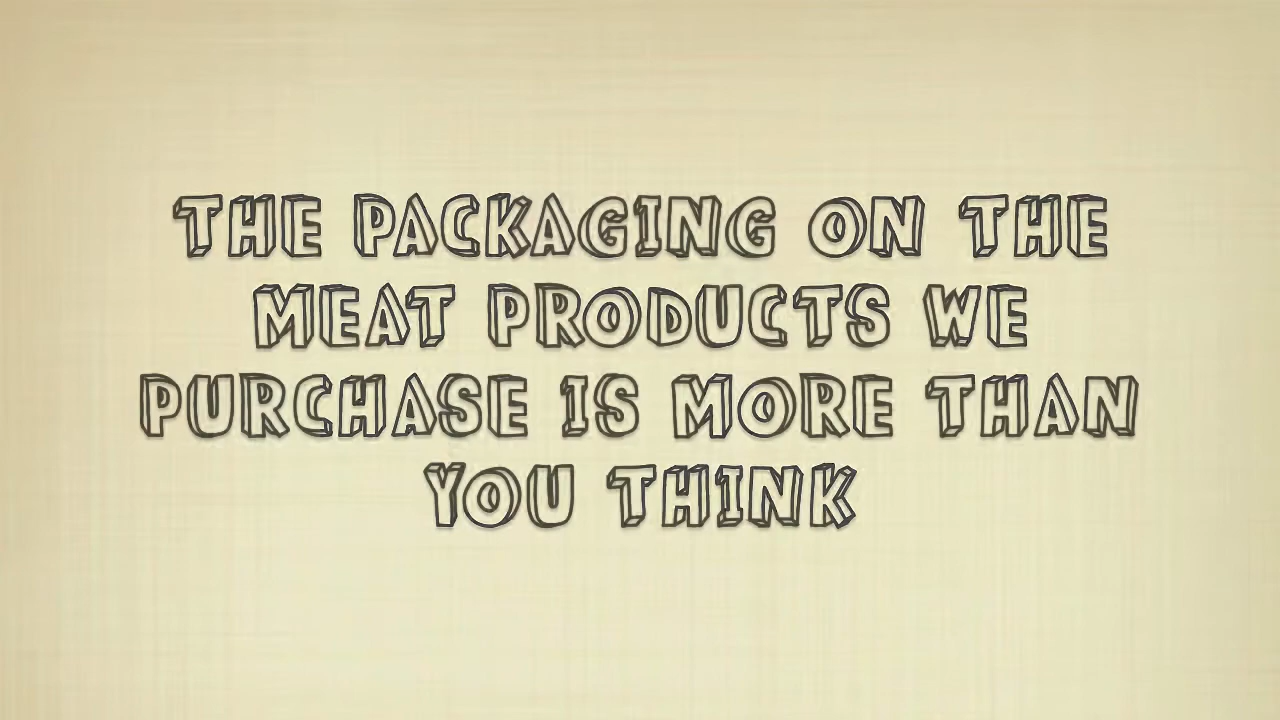 THE PACKAGING ON THE
MEAT PRODUCTS WE
PURCHASE IS MORE THAN
YOU THINK